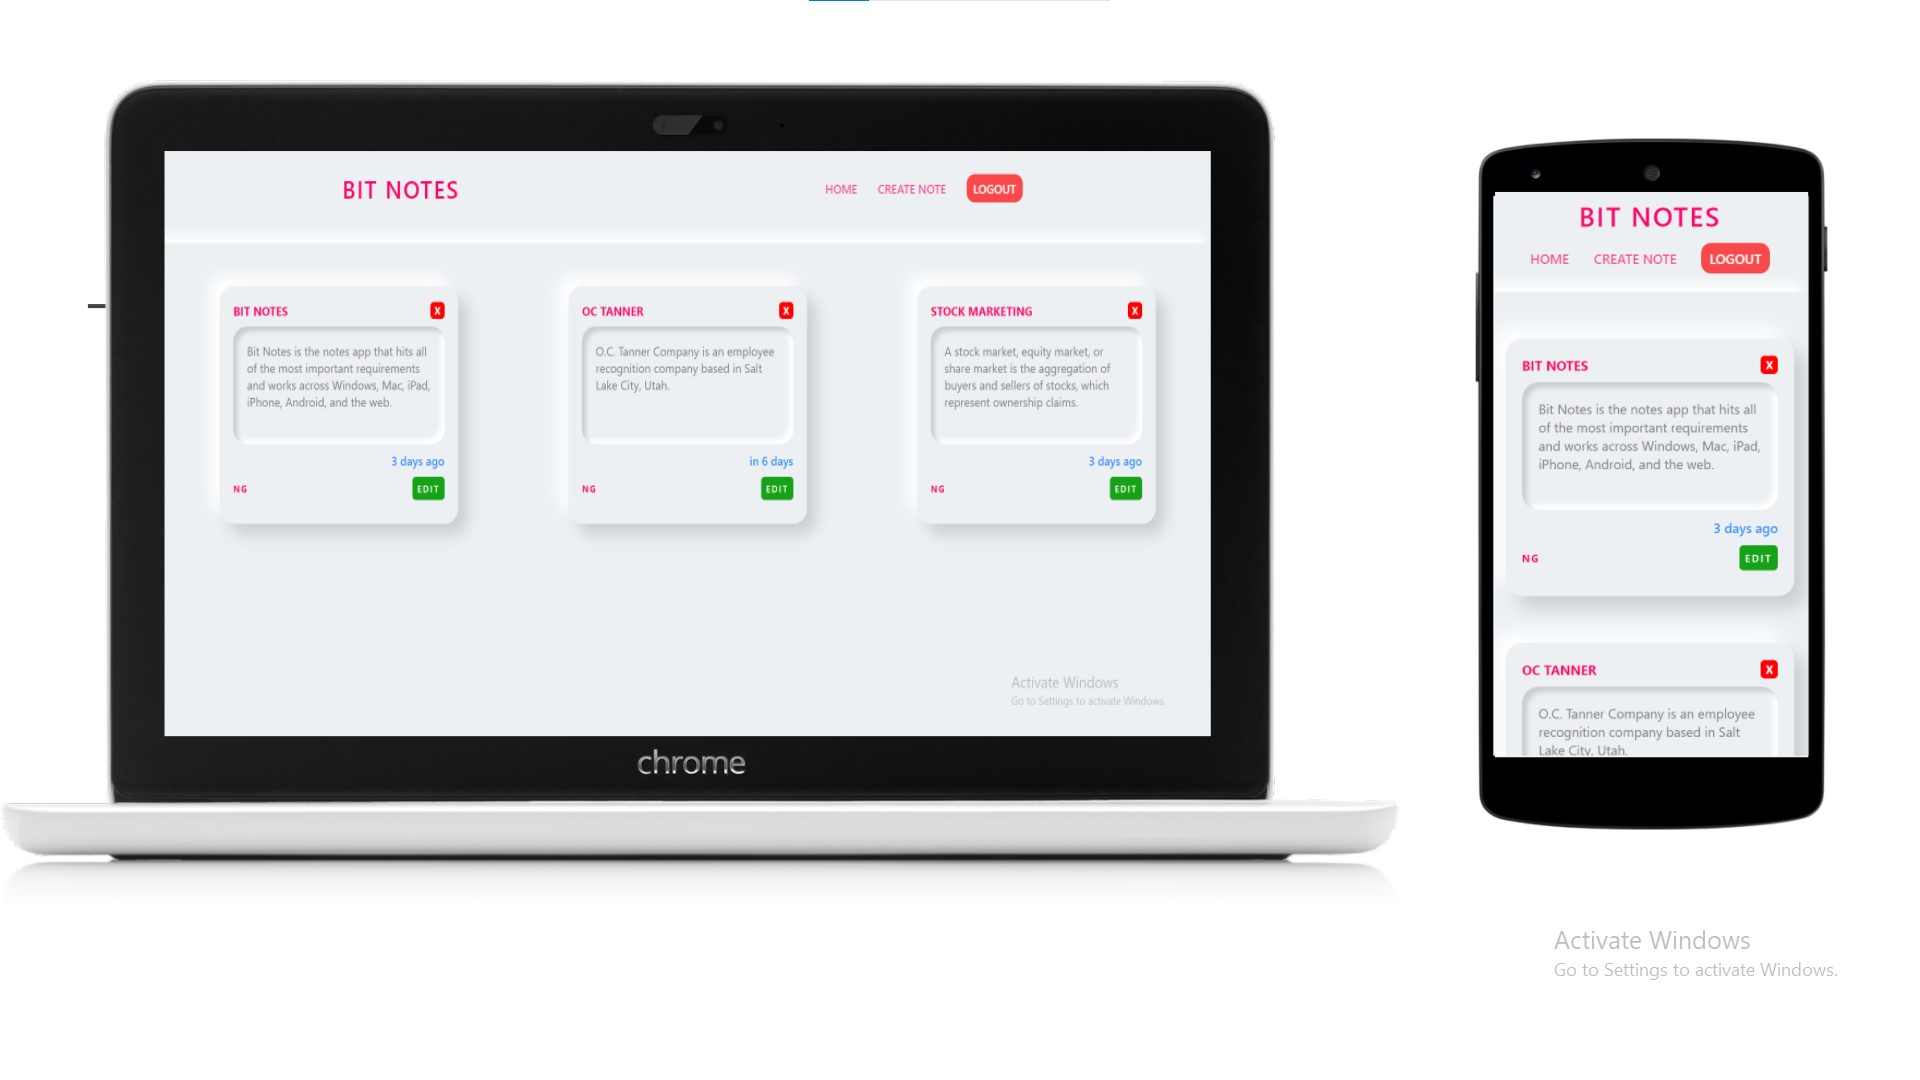 BIT NOTES
HOME CREATE NOTE LOGOUT
BIT NOTES X
Bit Notes is the notes app that hits all
of the most important requirements
and works across Windows, Mac, iPad,
iPhone, Android, and the web.
3 days ago
NG EDIT
OC TANNER X
O.C. Tanner Company is an employee
recognition company based in Salt
Lake City, Utah.
in 6 days
NG EDIT
STOCK MARKETING X
A stock market, equity market, or
share market is the aggregation of
buyers and sellers of stocks, which
represent ownership claims.
3 days ago
NG EDIT
Activate Windows
Go to Settings to activate Windows.
chrome
BIT NOTES
HOME CREATE NOTE LOGOUT
BIT NOTES X
Bit Notes is the notes app that hits all
of the most important requirements
and works across Windows, Mac, iPad,
iPhone, Android, and the web.
3 days ago
NG EDIT
OC TANNER X
O.C. Tanner Company is an employee
recognition company based in Salt
Lake City, Utah.
Activate Windows
Go to Settings to activate Windows.